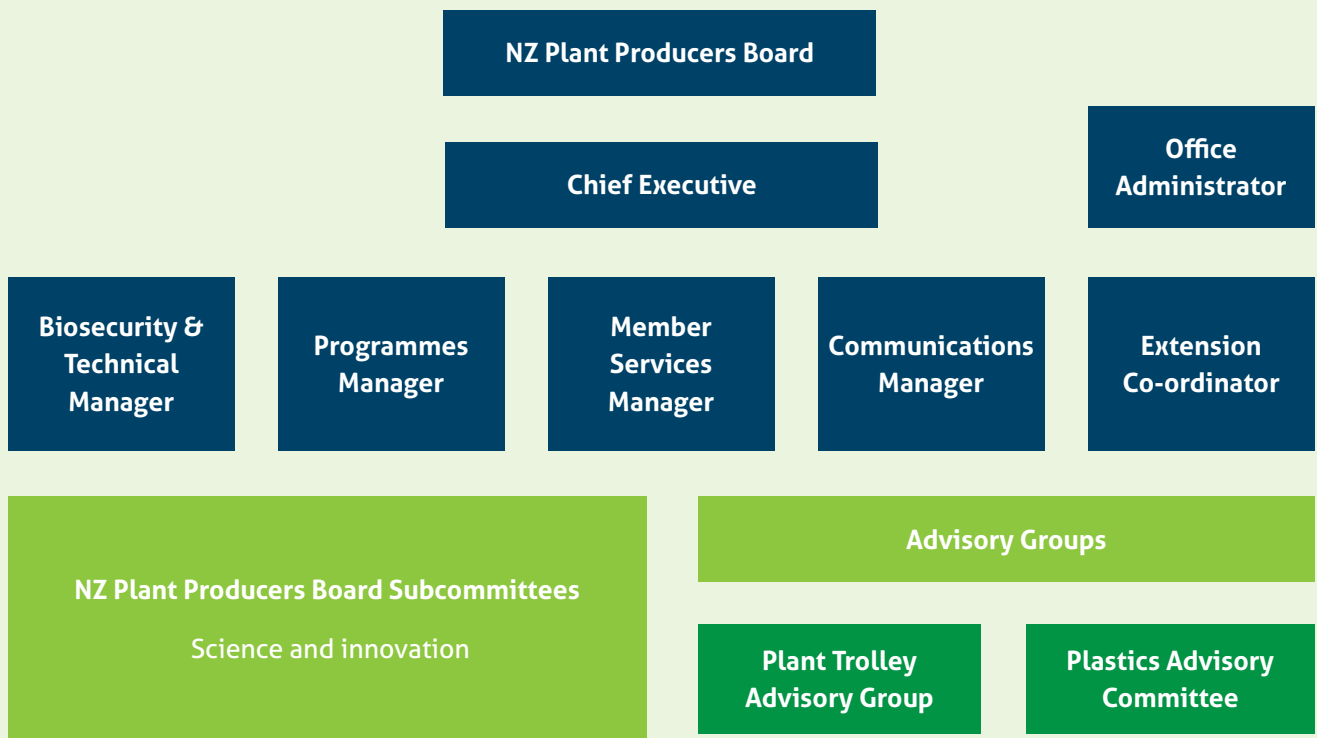 NZ Plant Producers Board
Chief Executive
Office
Administrator
Biosecurity &
Technical
Manager
Programmes
Manager
Member
Services
Manager
Communications
Manager
Extension
Co-ordinator
NZ Plant Producers Board Subcommittees
Science and innovation
Advisory Groups
Plant Trolley
Advisory Group
Plastics Advisory
Committee